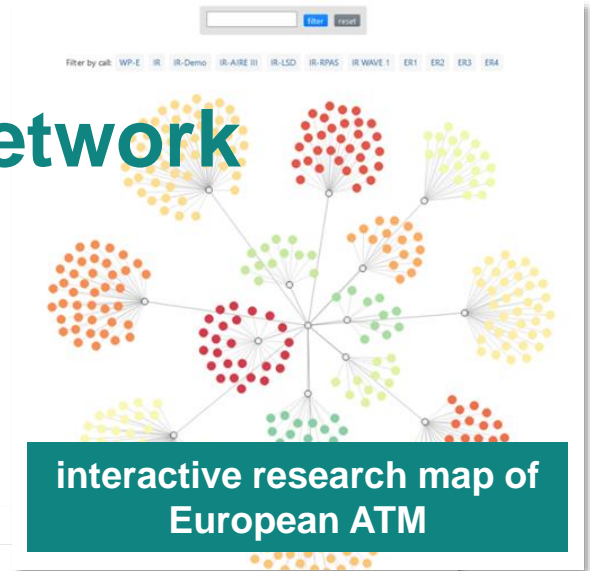 filter reset
Filter by call: WP-E IR IR-Demo IR-AIRE III IR-LSD IR-RPAS IR WAVE 1 ER1 ER2 ER3 ER4
etwork
interactive research map of
European ATM